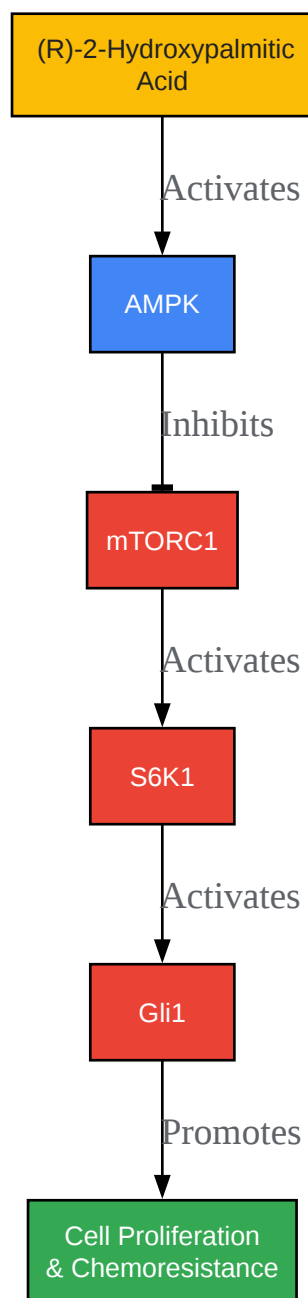 (R)-2-Hydroxypalmitic
Acid
Activates
AMPK
Inhibits
mTORC1
Activates
S6K1
Activates
Gli1
Promotes
Cell Proliferation
& Chemoresistance